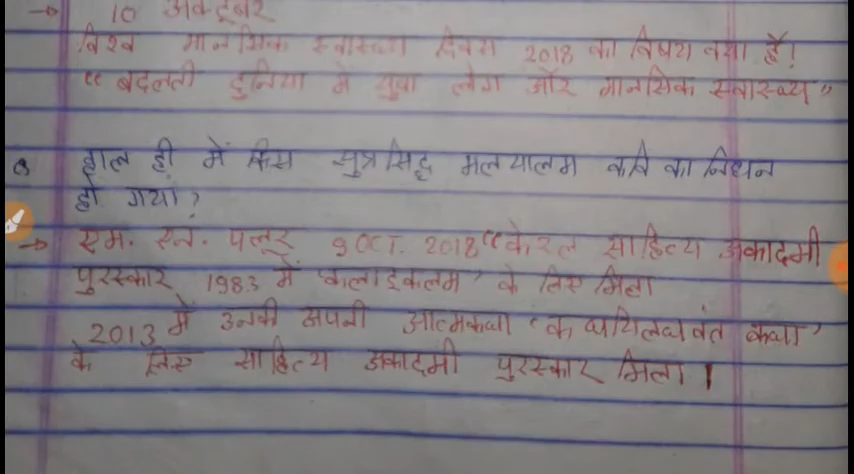 → 10 अक्टूबर
विश्व मानसिक स्वास्थ्य दिवस 2018 का विषय क्या है!
“बदलती दुनिया में युवा लोग और मानसिक स्वास्थ्य”
Q हाल ही में किस सुप्रसिद्ध मलयालम कवि का निधन
हो गया?
→ एम. एन. पलूर 9 OCT. 2018 “केरल साहित्य अकादमी
पुरस्कार 1983 में कलाइकलम’ के लिए मिला
2013 में उनकी अपनी आत्मकथा ‘कथयिल्लथवंत कथा’
के लिए साहित्य अकादमी पुरस्कार मिला।